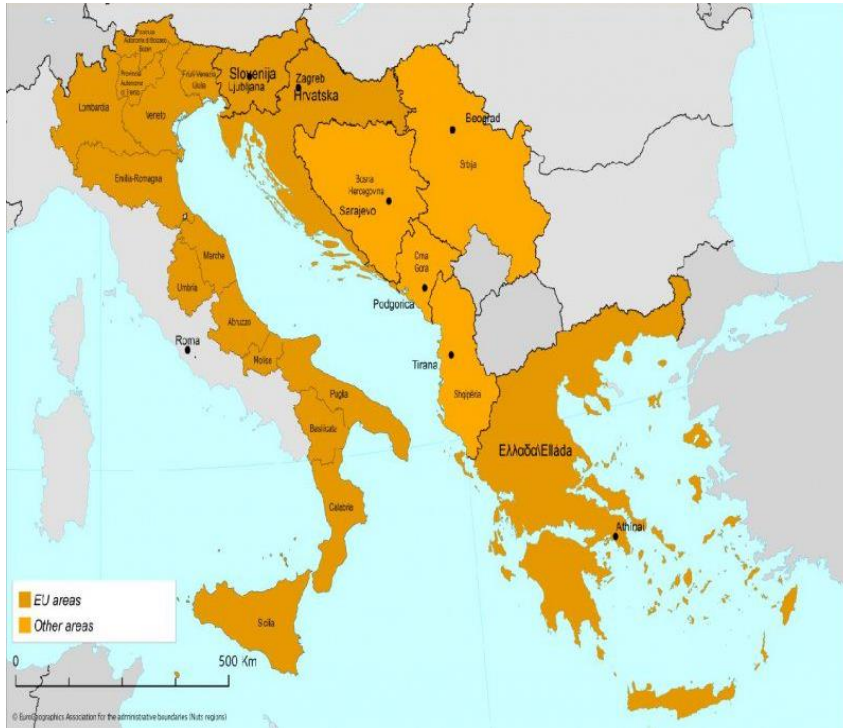 Provincia
Autonoma di Bolzano
Bozen
Provincia
Autonoma
di Trento
Friuli-Venezia
Giulia
Lombardia
Veneto
Emilia-Romagna
Slovenija
Ljubljana
Zagreb
Hrvatska
Beograd
Srbija
Bosna
Hercegovina
Sarajevo
Crna
Gora
Podgorica
Marche
Umbria
Abruzzo
Molise
Roma
Tirana
Shqipëria
Puglia
Basilicata
Ελλαδα\Elláda
Calabria
Athinai
Sicilia
EU areas
Other areas
0 500 Km
© EuroGeographics Association for the administrative boundaries (Nuts regions)